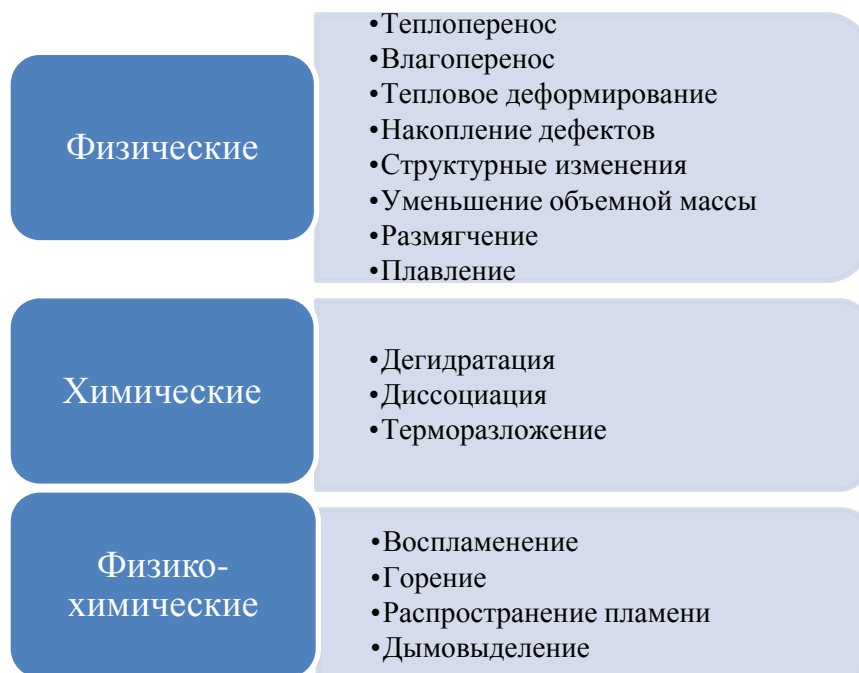 Физические
•Теплоперенос
•Влагоперенос
•Тепловое деформирование
•Накопление дефектов
•Структурные изменения
•Уменьшение объемной массы
•Размягчение
•Плавление
Химические
•Дегидратация
•Диссоциация
•Терморазложение
Физико-
химические
•Воспламенение
•Горение
•Распространение пламени
•Дымовыделение